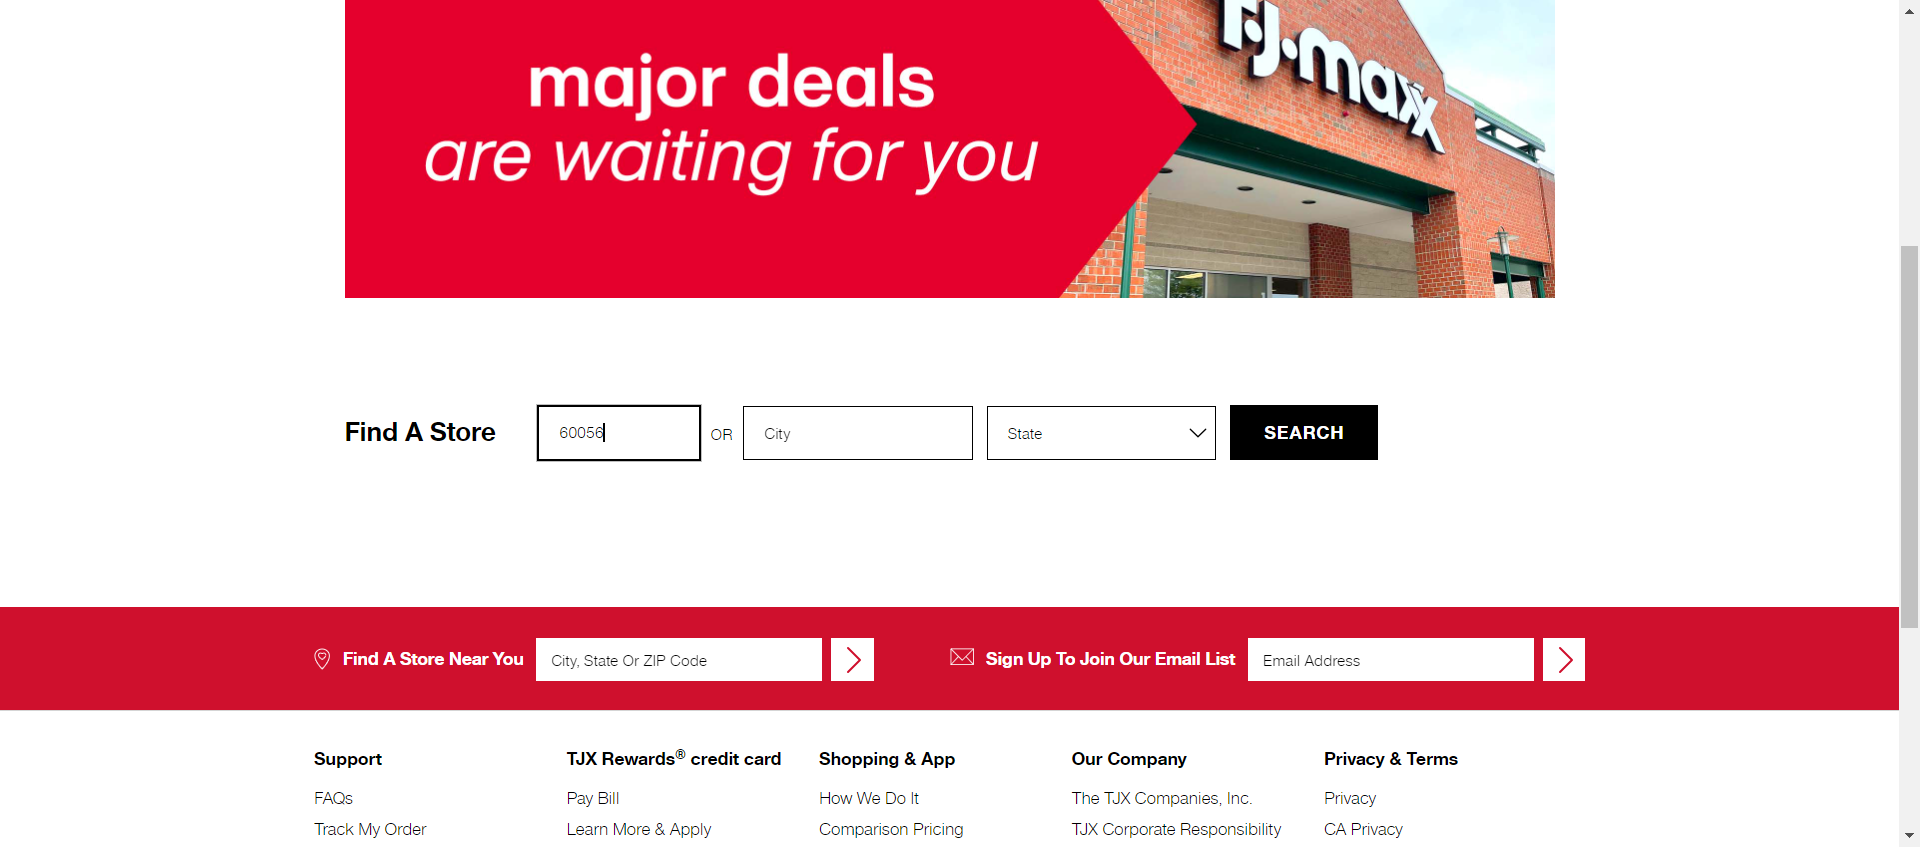 T·J·maxx
major deals
are waiting for you
Find A Store
60056
OR
City
State
SEARCH
Find A Store Near You
City, State Or ZIP Code
Sign Up To Join Our Email List
Email Address
Support
FAQs
Track My Order
TJX Rewards® credit card
Pay Bill
Learn More & Apply
Shopping & App
How We Do It
Comparison Pricing
Our Company
The TJX Companies, Inc.
TJX Corporate Responsibility
Privacy & Terms
Privacy
CA Privacy